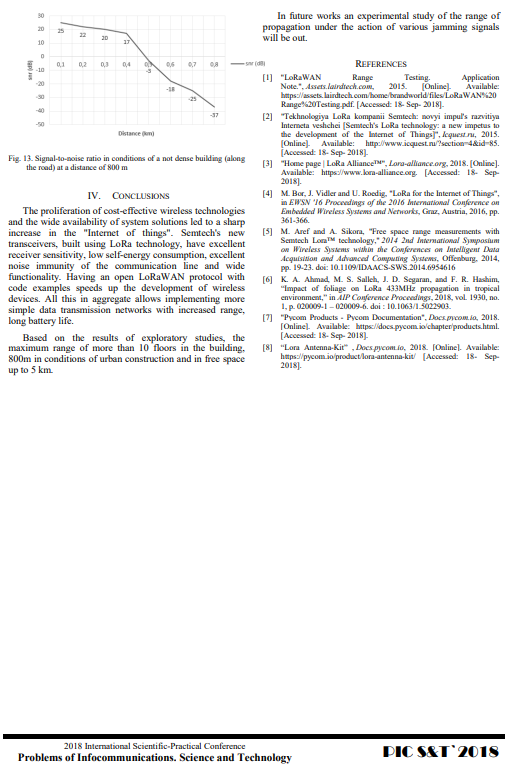 30
20
10
0
-10
-20
-30
-40
-50
25
22
20
17
-3
-18
-25
-37
0,1
0,2
0,3
0,4
0,5
0,6
0,7
0,8
snr (dB)
snr (dB)
Distance (km)
Fig. 13. Signal-to-noise ratio in conditions of a not dense building (along
the road) at a distance of 800 m
IV. CONCLUSIONS
The proliferation of cost-effective wireless technologies
and the wide availability of system solutions led to a sharp
increase in the "Internet of things". Semtech's new
transceivers, built using LoRa technology, have excellent
receiver sensitivity, low self-energy consumption, excellent
noise immunity of the communication line and wide
functionality. Having an open LoRaWAN protocol with
code examples speeds up the development of wireless
devices. All this in aggregate allows implementing more
simple data transmission networks with increased range,
long battery life.
Based on the results of exploratory studies, the
maximum range of more than 10 floors in the building,
800m in conditions of urban construction and in free space
up to 5 km.
In future works an experimental study of the range of
propagation under the action of various jamming signals
will be out.
REFERENCES
[1] "LoRaWAN Range Testing. Application
Note.", Assets.lairdtech.com, 2015. [Online]. Available:
https://assets.lairdtech.com/home/brandworld/files/LoRaWAN%20
Range%20Testing.pdf. [Accessed: 18- Sep- 2018].
[2] "Tekhnologiya LoRa kompanii Semtech: novyi impul's razvitiya
Interneta veshchei [Semtech's LoRa technology: a new impetus to
the development of the Internet of Things]", icquest.ru, 2015.
[Online]. Available: http://www.icquest.ru/?section=4&id=85.
[Accessed: 18- Sep- 2018].
[3] "Home page | LoRa Alliance™", Lora-alliance.org, 2018. [Online].
Available: https://www.lora-alliance.org. [Accessed: 18- Sep-
2018].
[4] M. Bor, J. Vidler and U. Roedig, "LoRa for the Internet of Things",
in EWSN '16 Proceedings of the 2016 International Conference on
Embedded Wireless Systems and Networks, Graz, Austria, 2016, pp.
361-366.
[5] M. Aref and A. Sikora, "Free space range measurements with
Semtech Lora™ technology," 2014 2nd International Symposium
on Wireless Systems within the Conferences on Intelligent Data
Acquisition and Advanced Computing Systems, Offenburg, 2014,
pp. 19-23. doi: 10.1109/IDAACS-SWS.2014.6954616
[6] K. A. Ahmad, M. S. Salleh, J. D. Segaran, and F. R. Hashim,
"Impact of foliage on LoRa 433MHz propagation in tropical
environment," in AIP Conference Proceedings, 2018, vol. 1930, no.
1, p. 020009-1 – 020009-6. doi : 10.1063/1.5022903.
[7] "Pycom Products - Pycom Documentation", Docs.pycom.io, 2018.
[Online]. Available: https://docs.pycom.io/chapter/products.html.
[Accessed: 18- Sep- 2018].
[8] "Lora Antenna-Kit" , Docs.pycom.io, 2018. [Online]. Available:
https://pycom.io/product/lora-antenna-kit/ [Accessed: 18- Sep-
2018].
2018 International Scientific-Practical Conference
Problems of Infocommunications. Science and Technology
PIC S&T`2018